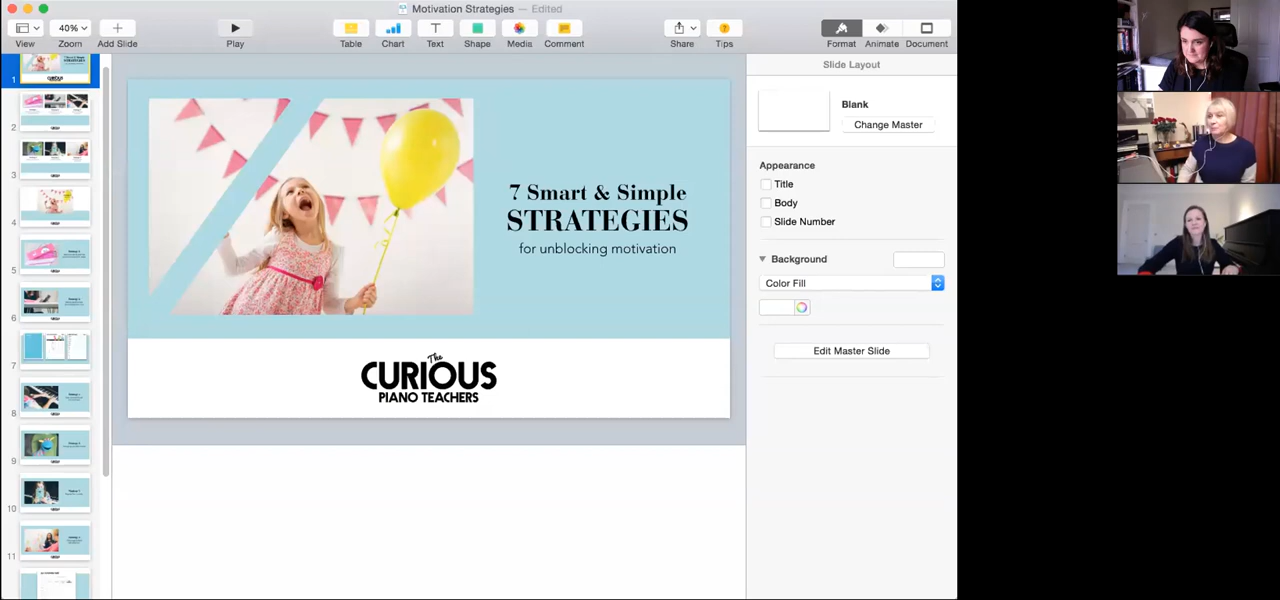 Motivation Strategies — Edited
40%
View
Zoom
Add Slide
Play
Table
Chart
Text
Shape
Media
Comment
Share
Tips
Format
Animate
Document
Slide Layout
Blank
Change Master
Appearance
Title
Body
Slide Number
Background
Color Fill
Edit Master Slide
7 Smart & Simple
STRATEGIES
for unblocking motivation
The
CURIOUS
PIANO TEACHERS
1
2
3
4
5
6
7
8
9
10
11